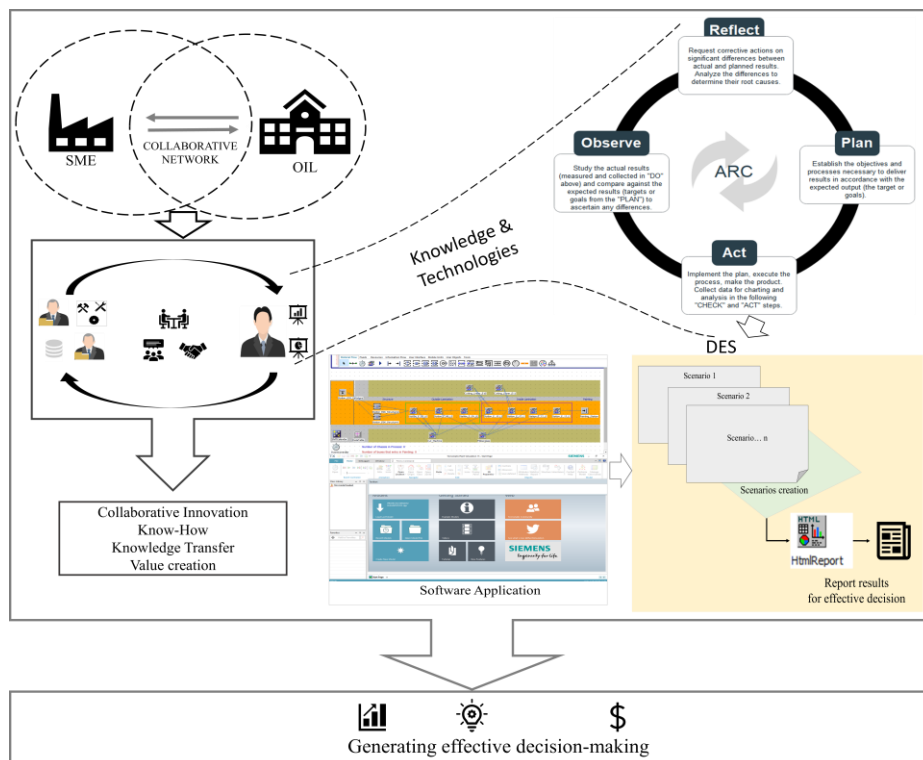 SME
COLLABORATIVE
NETWORK
OIL
Reflect
Request corrective actions on
significant differences between
actual and planned results.
Analyze the differences to
determine their root causes.
Observe
Study the actual results
(measured and collected in "DO"
above) and compare against the
expected results (targets or
goals from the "PLAN") to
ascertain any differences.
ARC
Plan
Establish the objectives and
processes necessary to deliver
results in accordance with the
expected output (the target or
goals).
Act
Implement the plan, execute the
process, make the product.
Collect data for charting and
analysis in the following
"CHECK" and "ACT" steps.
Knowledge &
Technologies
DES
Scenario 1
Scenario 2
Scenario... n
Scenarios creation
HTML
HtmlReport
Report results
for effective decision
SIEMENS
Software Application
Collaborative Innovation
Know-How
Knowledge Transfer
Value creation
$
Generating effective decision-making